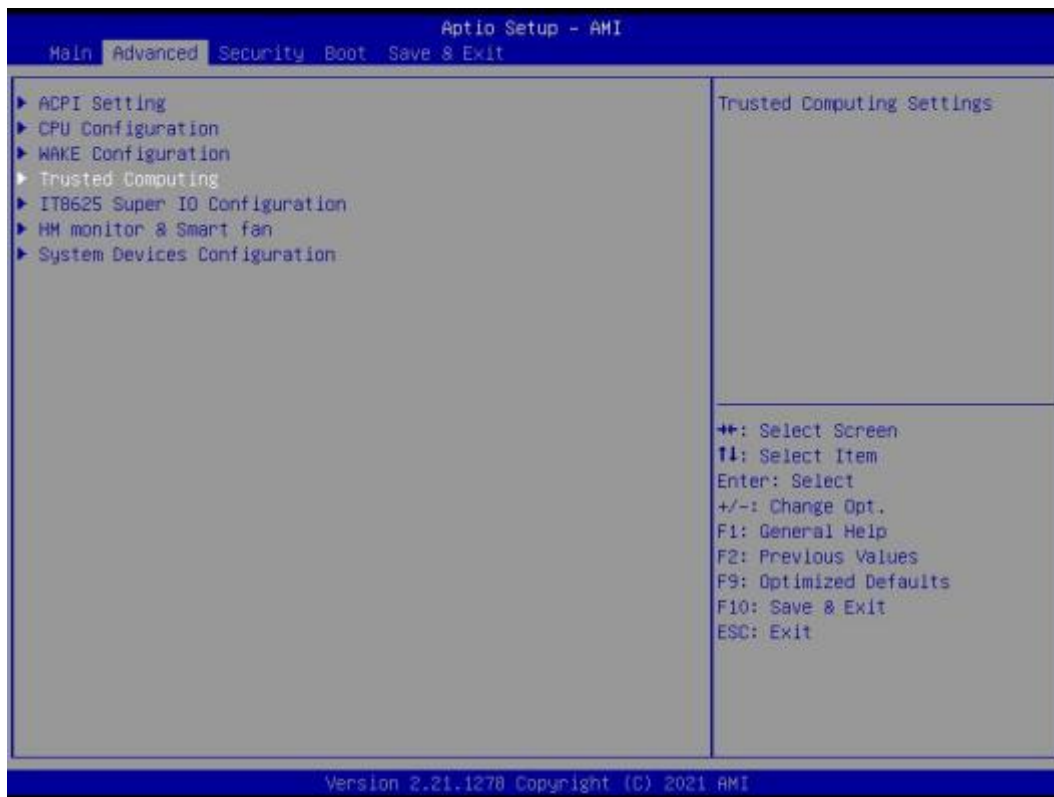 Aptio Setup - AMI
Main Advanced Security Boot Save & Exit
▶ ACPI Setting
▶ CPU Configuration
▶ WAKE Configuration
▶ Trusted Computing
▶ IT8625 Super IO Configuration
▶ HM monitor & Smart fan
▶ System Devices Configuration
Trusted Computing Settings
→←: Select Screen
↑↓: Select Item
Enter: Select
+/-: Change Opt.
F1: General Help
F2: Previous Values
F9: Optimized Defaults
F10: Save & Exit
ESC: Exit
Version 2.21.1278 Copyright (C) 2021 AMI